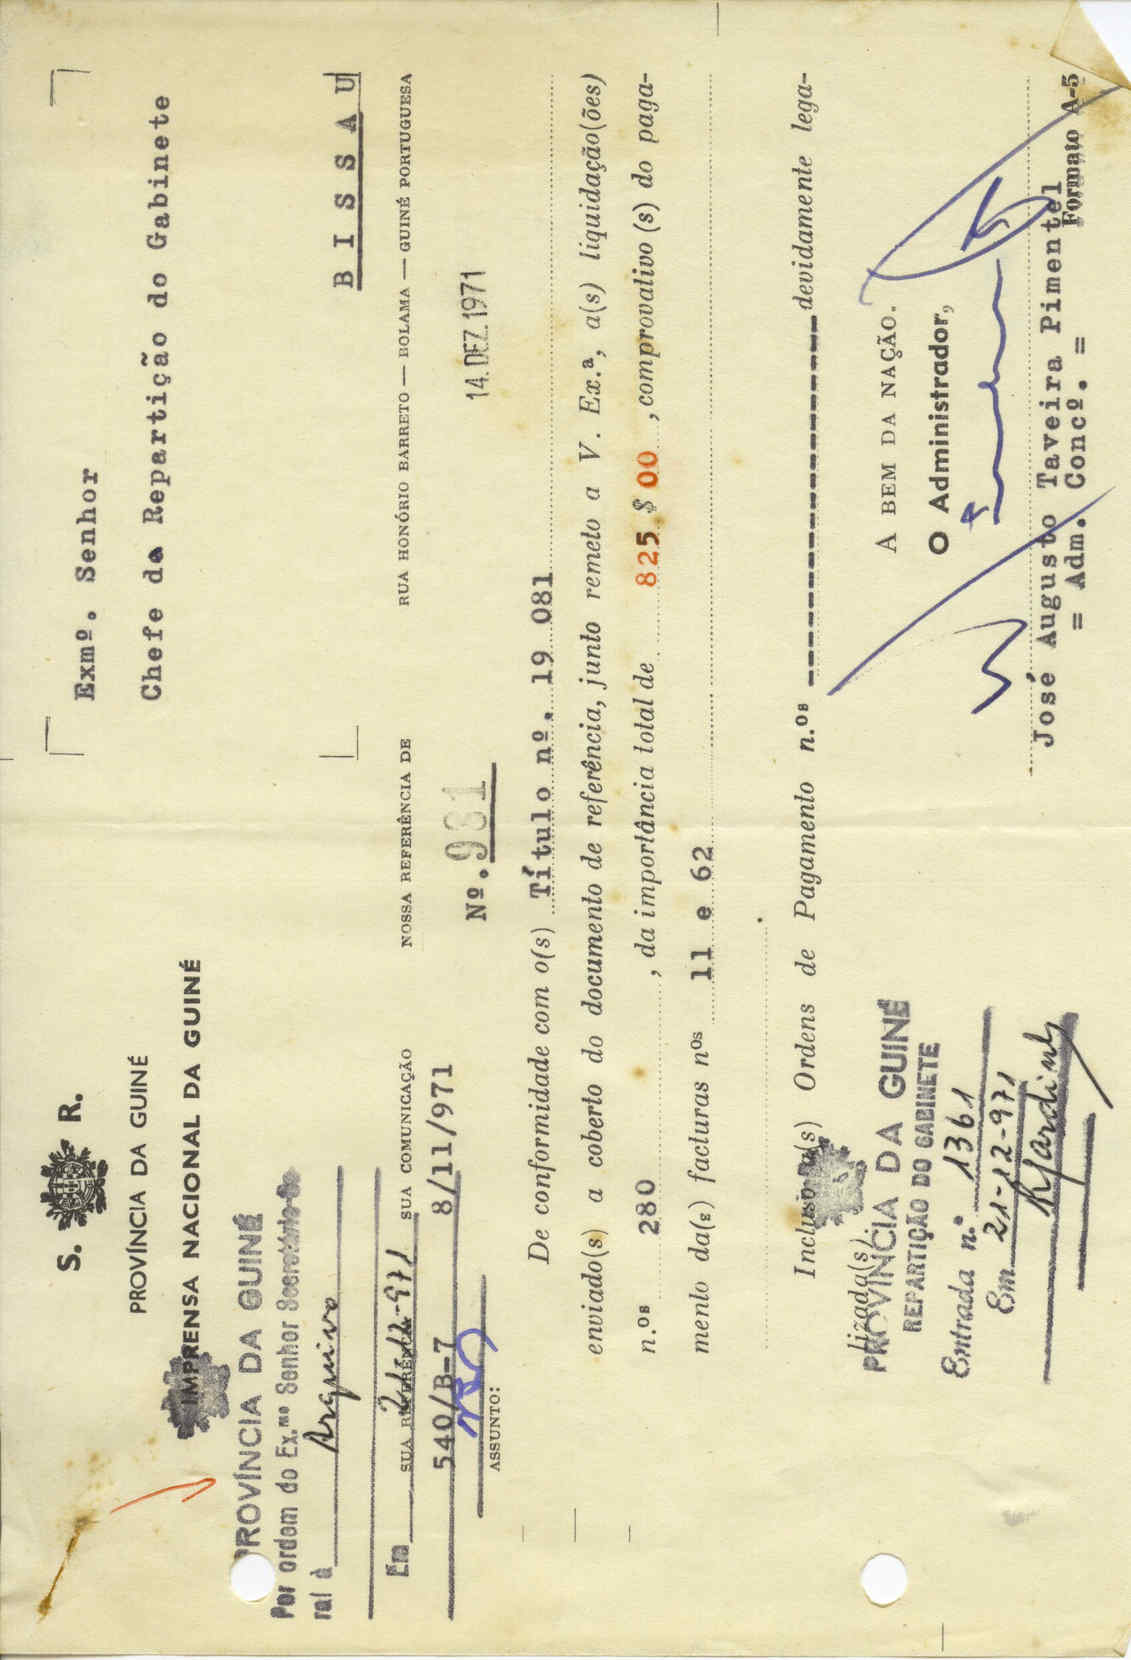 S. R.
PROVÍNCIA DA GUINÉ
IMPRENSA NACIONAL DA GUINÉ
Exmº. Senhor
Chefe da Repartição do Gabinete
B I S S A U
PROVÍNCIA DA GUINÉ
Por ordem do Ex.mo Senhor Secretário Ge
ral à Arquivo
Em 21-12-971
SUA REFERÊNCIA
SUA COMUNICAÇÃO
NOSSA REFERÊNCIA DE
RUA HONÓRIO BARRETO — BOLAMA — GUINÉ PORTUGUESA
540/B-7
8/11/971
Nº. 981
14. DEZ. 1971
ASSUNTO:
De conformidade com o(s) Título nº. 19 081
enviado(s) a coberto do documento de referência, junto remeto a V. Ex.ª, a(s) liquidação(ões)
n.os 280, da importância total de 825$00, comprovativo (s) do paga-
mento da(s) facturas nos 11 e 62
.
Incluso o(s) Ordens de Pagamento n.os ---------------- devidamente lega-
lizada(s).
A BEM DA NAÇÃO.
O Administrador,
José Augusto Taveira Pimentel
= Adm. Concº. =
PROVÍNCIA DA GUINÉ
REPARTIÇÃO DO GABINETE
Entrada n.º 1361
Em 21-12-971
Formato A-5